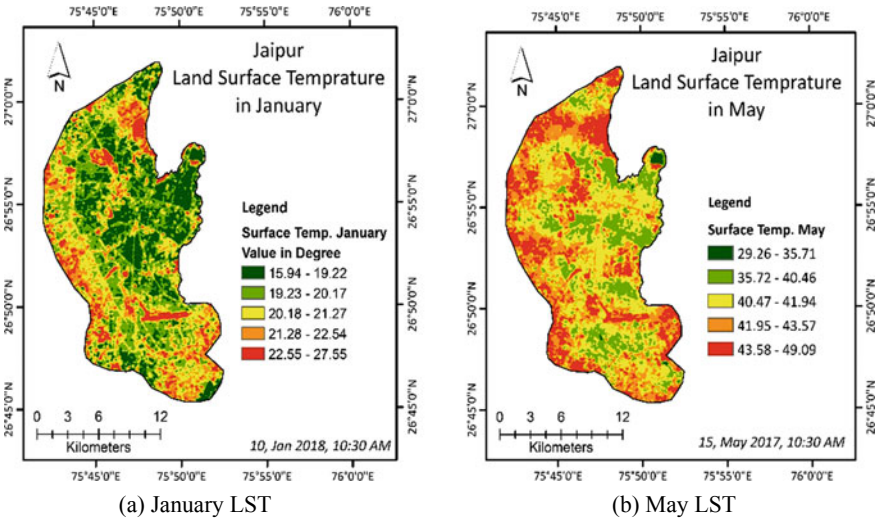 75°45'0"E 75°50'0"E 75°55'0"E 76°0'0"E
Jaipur
Land Surface Temprature
in January
N
27°0'0"N
26°55'0"N
26°50'0"N
26°45'0"N
Legend
Surface Temp. January
Value in Degree
15.94 - 19.22
19.23 - 20.17
20.18 - 21.27
21.28 - 22.54
22.55 - 27.55
0 3 6 12
Kilometers
10, Jan 2018, 10:30 AM
27°0'0"N
26°55'0"N
26°50'0"N
26°45'0"N
75°45'0"E 75°50'0"E 75°55'0"E 76°0'0"E
(a) January LST
75°45'0"E 75°50'0"E 75°55'0"E 76°0'0"E
Jaipur
Land Surface Temprature
in May
N
27°0'0"N
26°55'0"N
26°50'0"N
26°45'0"N
Legend
Surface Temp. May
29.26 - 35.71
35.72 - 40.46
40.47 - 41.94
41.95 - 43.57
43.58 - 49.09
0 3 6 12
Kilometers
15, May 2017, 10:30 AM
27°0'0"N
26°55'0"N
26°50'0"N
26°45'0"N
75°45'0"E 75°50'0"E 75°55'0"E 76°0'0"E
(b) May LST